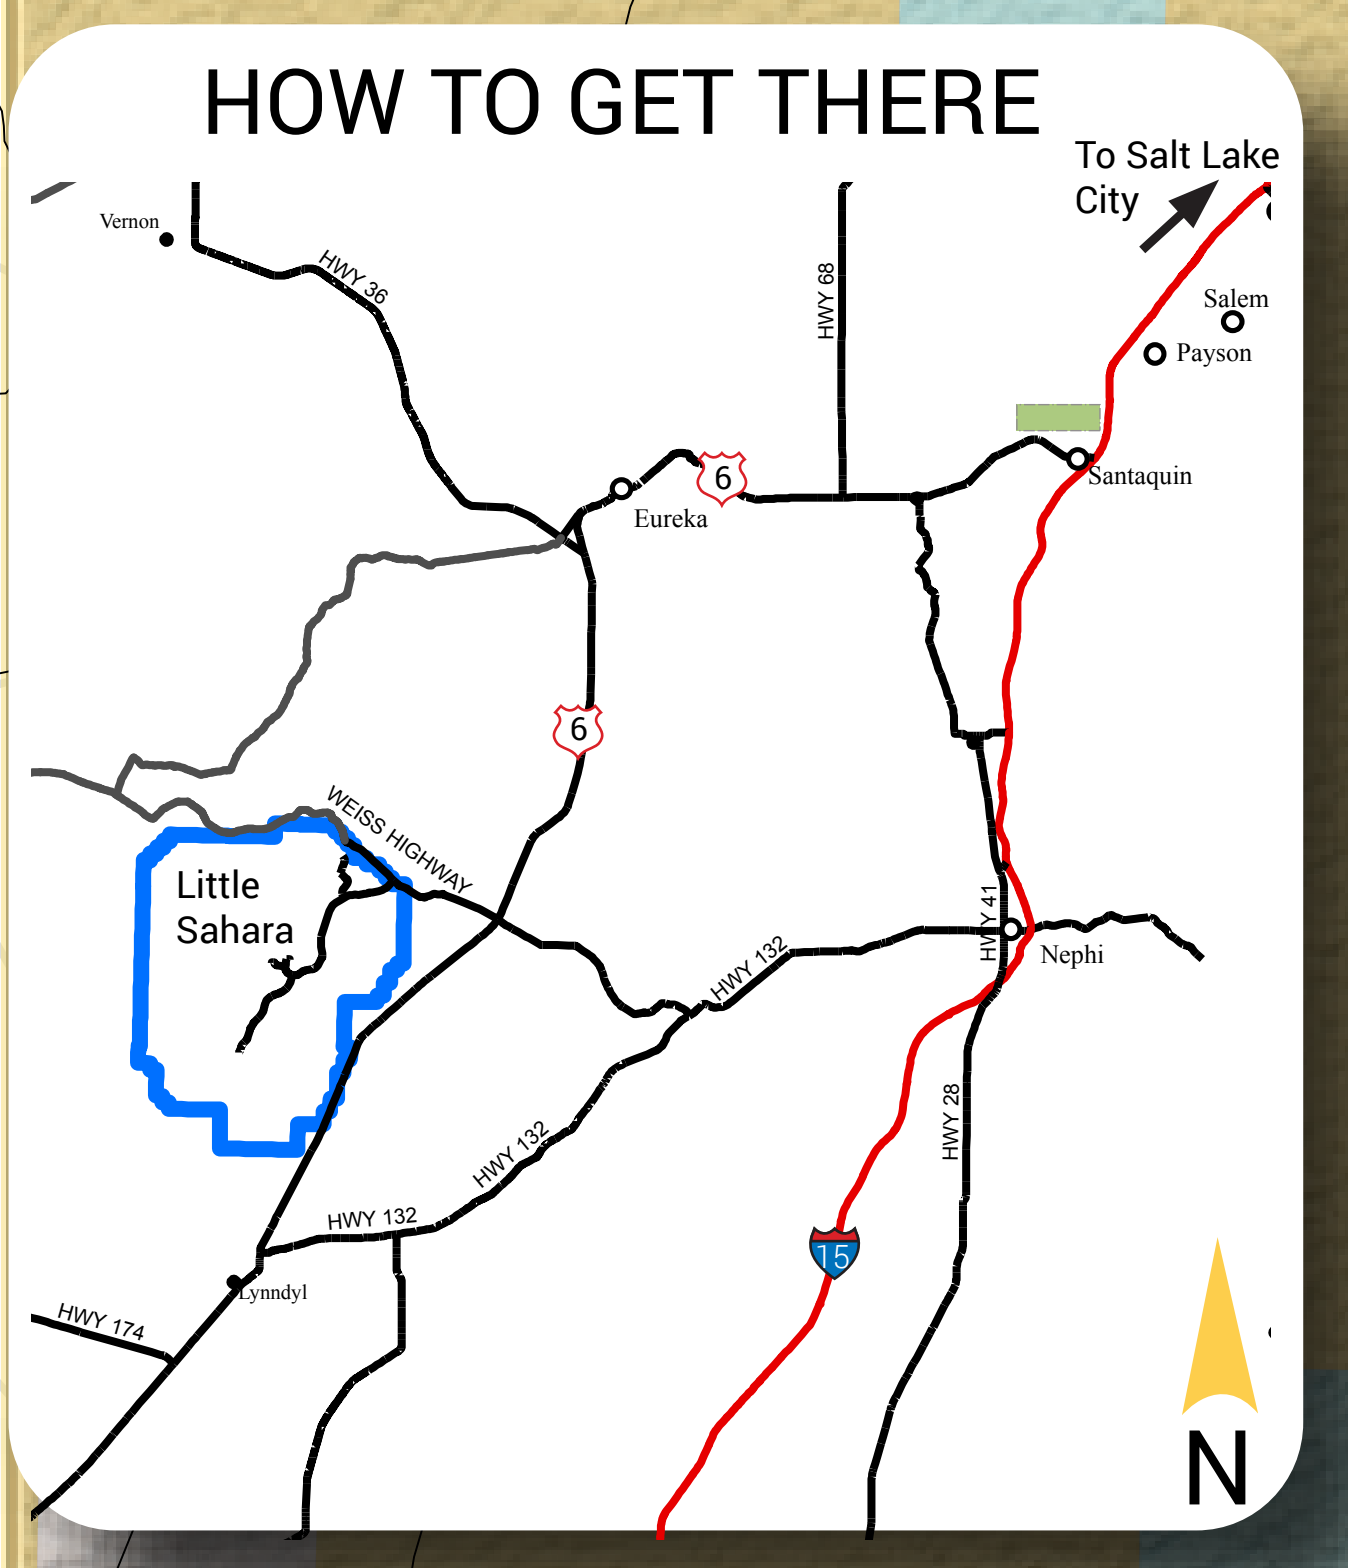 HOW TO GET THERE
To Salt Lake
City
Vernon
HWY 36
HWY 68
Salem
Payson
6
Santaquin
Eureka
6
WEISS HIGHWAY
Little
Sahara
HWY 41
HWY 132
Nephi
HWY 28
HWY 132
HWY 132
15
Lynndyl
HWY 174
N